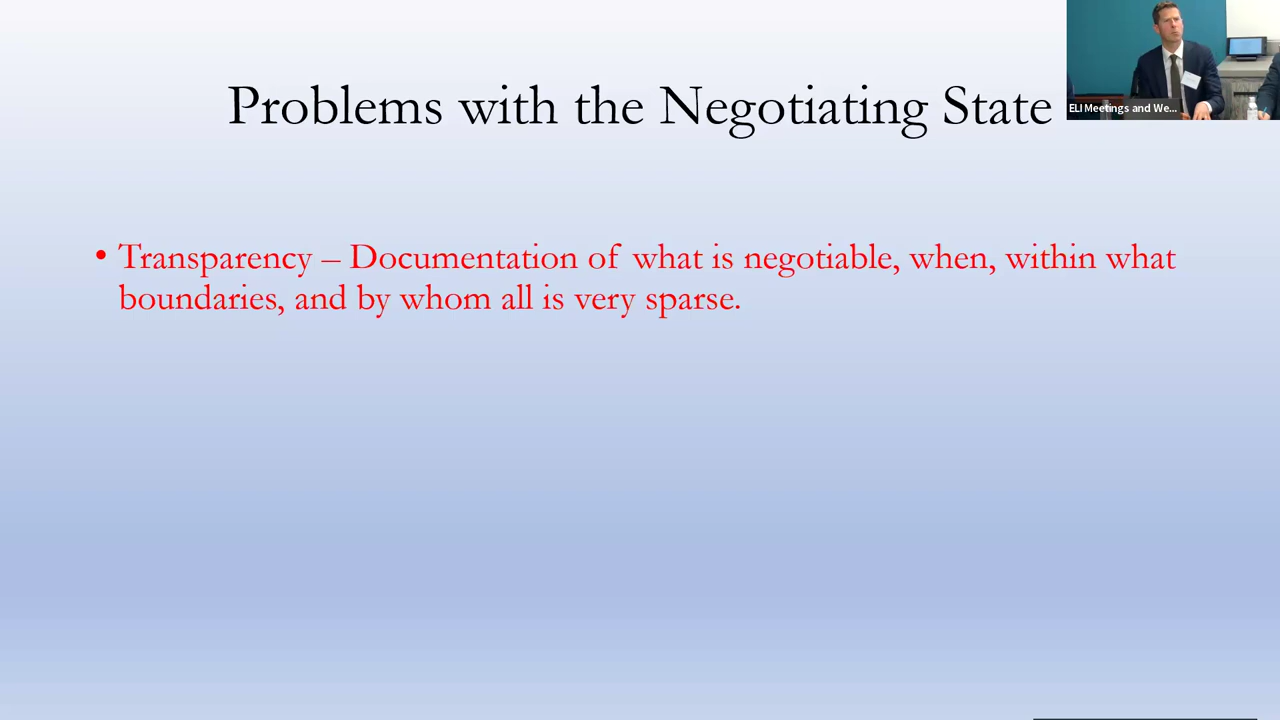 Problems with the Negotiating State
ELI Meetings and We...
• Transparency – Documentation of what is negotiable, when, within what
boundaries, and by whom all is very sparse.